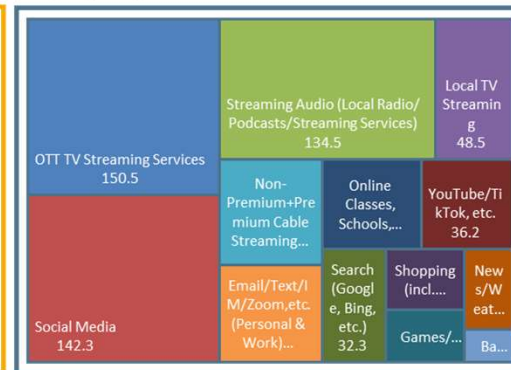 OTT TV Streaming Services
150.5
Social Media
142.3
Streaming Audio (Local Radio/
Podcasts/Streaming Services)
134.5
Local TV
Streamin
g
48.5
Non-
Premium+Pre
mium Cable
Streaming...
Online
Classes,
Schools,...
YouTube/Ti
kTok, etc.
36.2
Email/Text/I
M/Zoom,etc.
(Personal &
Work)...
Search
(Googl
e, Bing,
etc.)
32.3
Shopping
(incl....
New
s/W
eat...
Games/...
Ba...